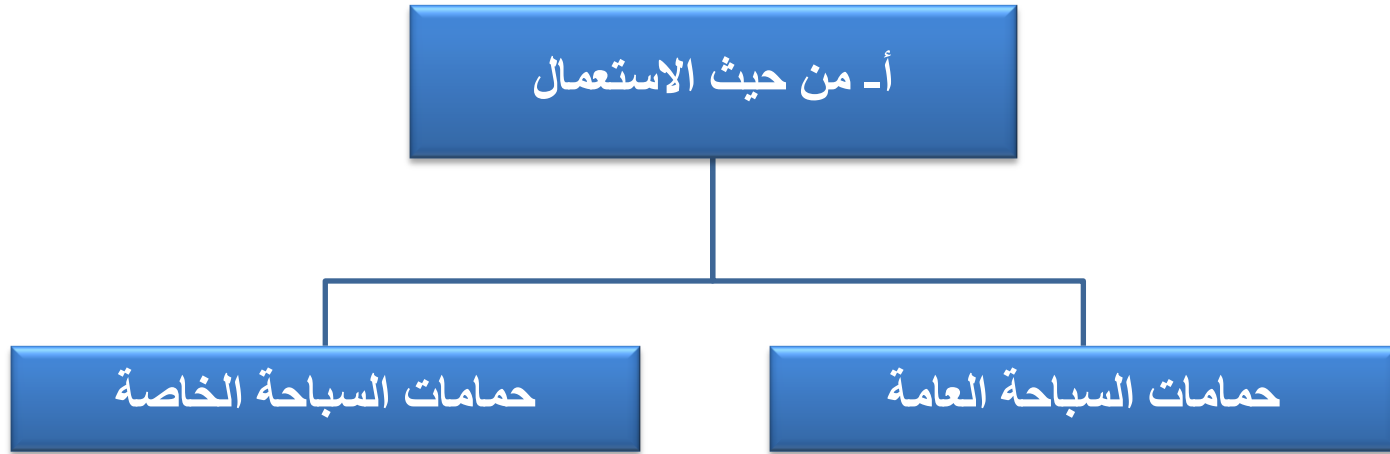 أ- من حيث الاستعمال
حمامات السباحة العامة
حمامات السباحة الخاصة